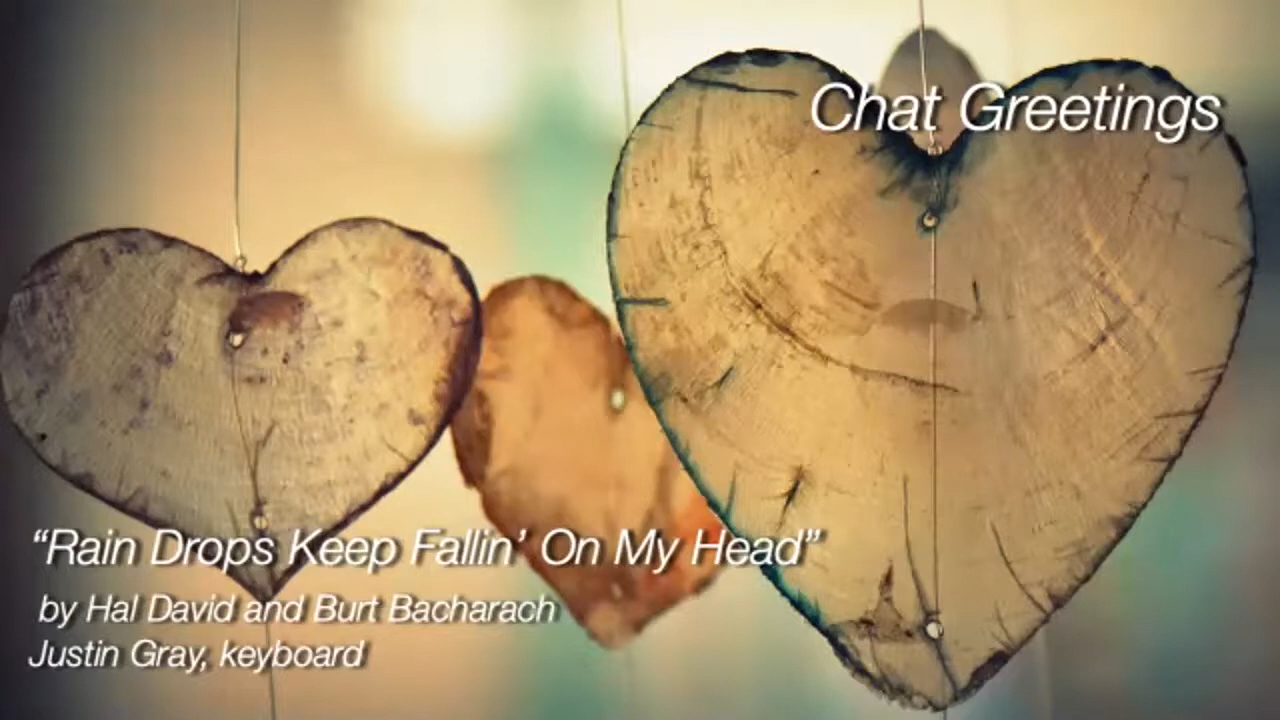 Chat Greetings
“Rain Drops Keep Fallin’ On My Head”
by Hal David and Burt Bacharach
Justin Gray, keyboard